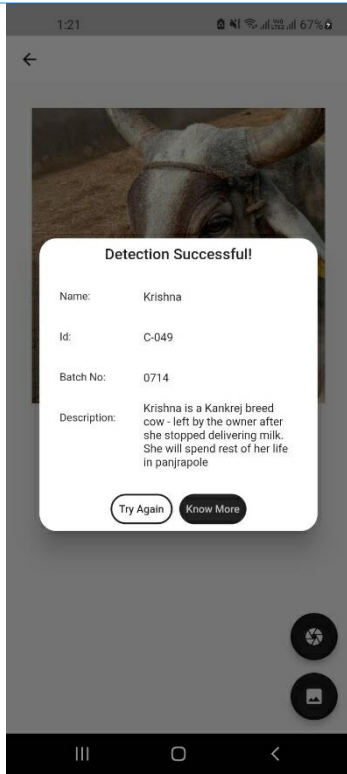 1:21
67%
Detection Successful!
Name: Krishna
Id: C-049
Batch No: 0714
Description: Krishna is a Kankrej breed
cow - left by the owner after
she stopped delivering milk.
She will spend rest of her life
in panjrapole
Try Again Know More